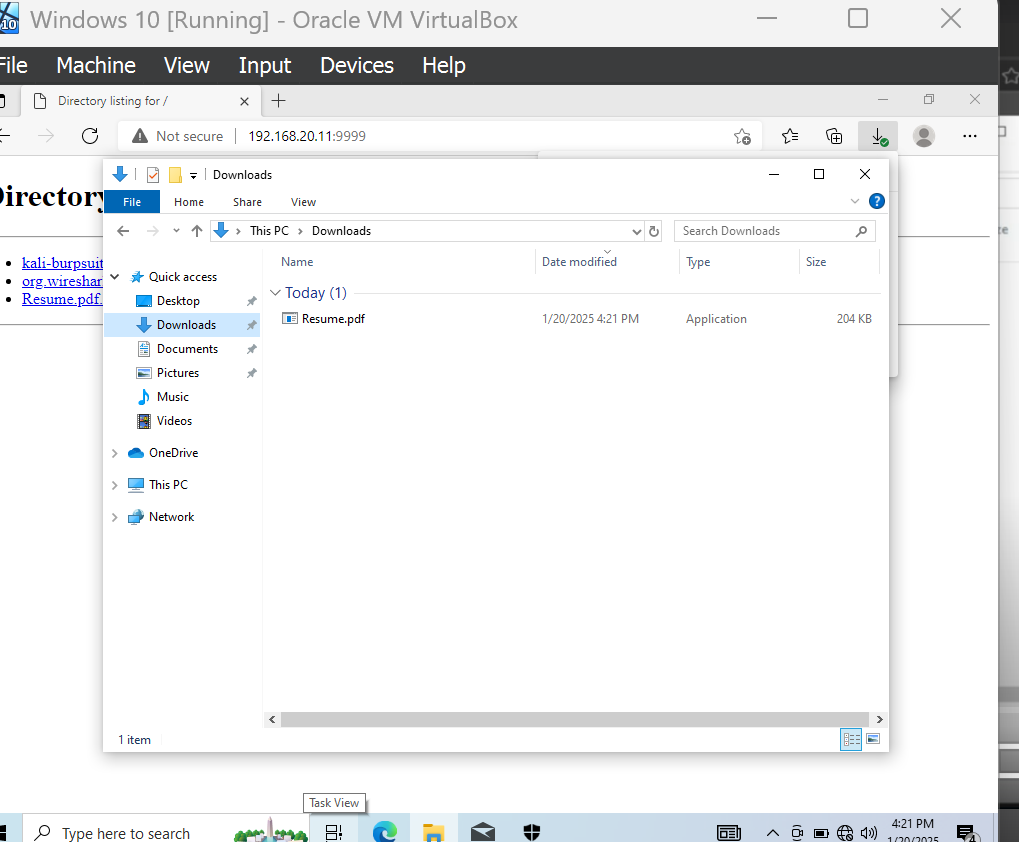 Windows 10 [Running] - Oracle VM VirtualBox
File Machine View Input Devices Help
Directory listing for /
Not secure 192.168.20.11:9999
Downloads
Directory
File Home Share View
This PC > Downloads
Search Downloads
kali-burpsuit
org.wireshar
Resume.pdf.
Name Date modified Type Size
Quick access
Desktop
Downloads
Documents
Pictures
Music
Videos
OneDrive
This PC
Network
Today (1)
Resume.pdf 1/20/2025 4:21 PM Application 204 KB
1 item
Task View
Type here to search
4:21 PM
1/20/2025
4